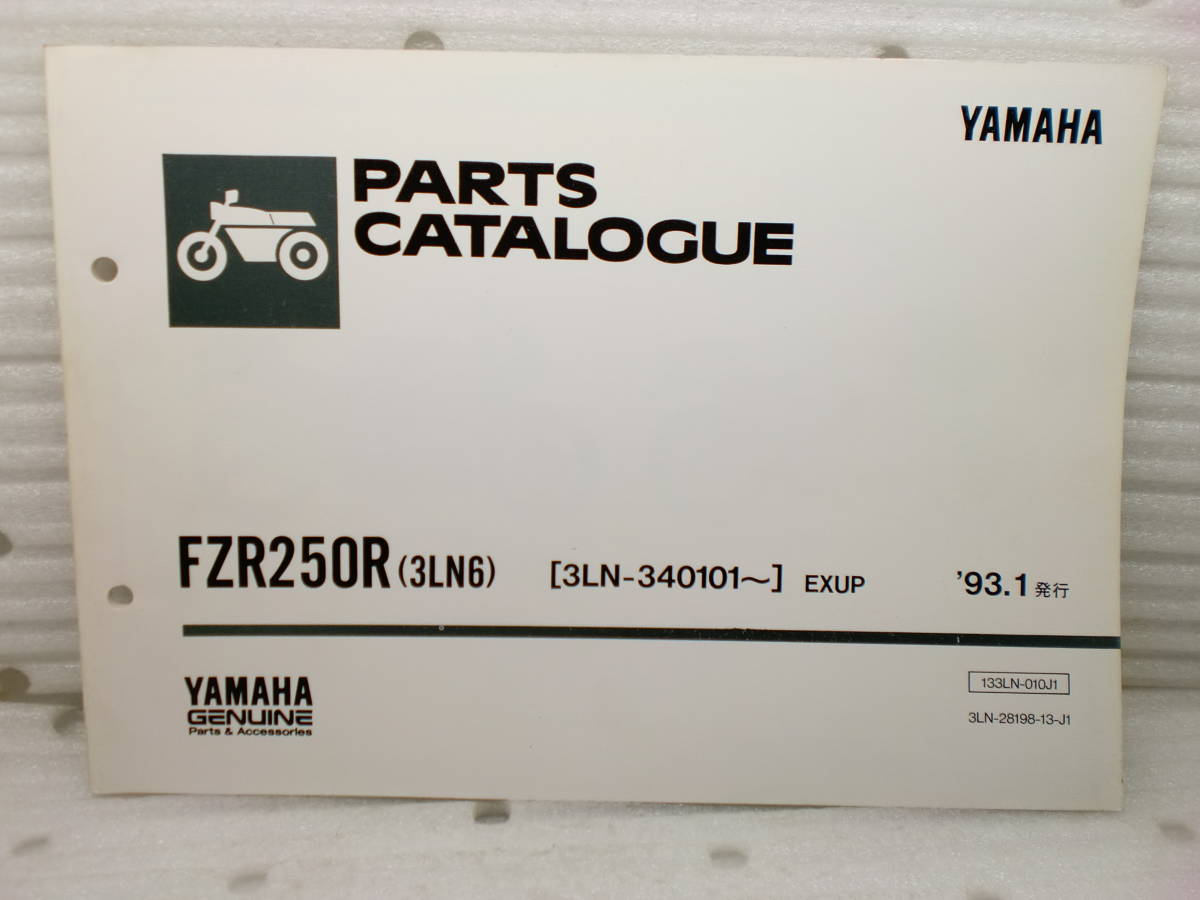 YAMAHA
PARTS
CATALOGUE
FZR250R (3LN6) [3LN-340101～] EXUP '93.1 発行
YAMAHA
GENUINE
Parts & Accessories
133LN-010J1
3LN-28198-13-J1